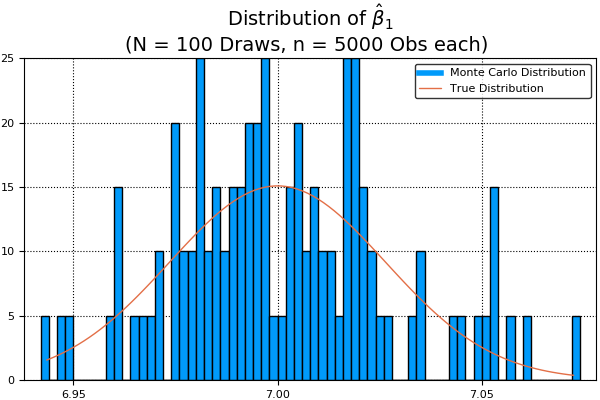 Distribution of β̂₁
(N = 100 Draws, n = 5000 Obs each)
25
Monte Carlo Distribution
True Distribution
20
15
10
5
0
6.95 7.00 7.05